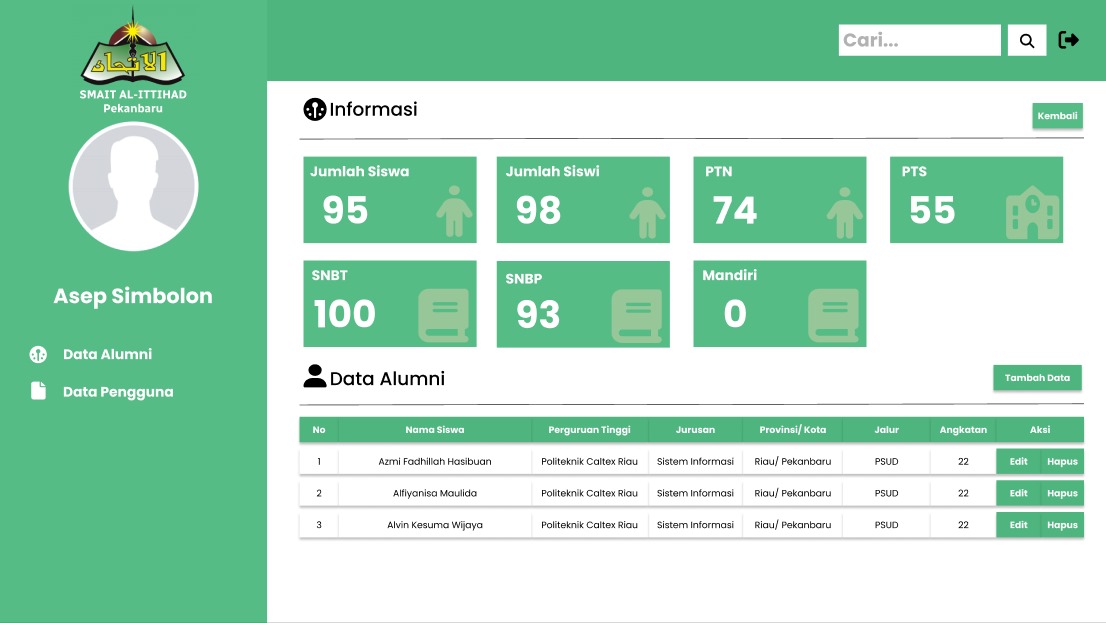 الاتحاد
SMAIT AL-ITTIHAD
Pekanbaru
Asep Simbolon
Data Alumni
Data Pengguna
Cari...
Informasi
Kembali
Jumlah Siswa
95
Jumlah Siswi
98
PTN
74
PTS
55
SNBT
100
SNBP
93
Mandiri
0
Data Alumni
Tambah Data
No Nama Siswa Perguruan Tinggi Jurusan Provinsi/ Kota Jalur Angkatan Aksi
1 Azmi Fadhillah Hasibuan Politeknik Caltex Riau Sistem Informasi Riau/ Pekanbaru PSUD 22 Edit Hapus
2 Alfiyanisa Maulida Politeknik Caltex Riau Sistem Informasi Riau/ Pekanbaru PSUD 22 Edit Hapus
3 Alvin Kesuma Wijaya Politeknik Caltex Riau Sistem Informasi Riau/ Pekanbaru PSUD 22 Edit Hapus